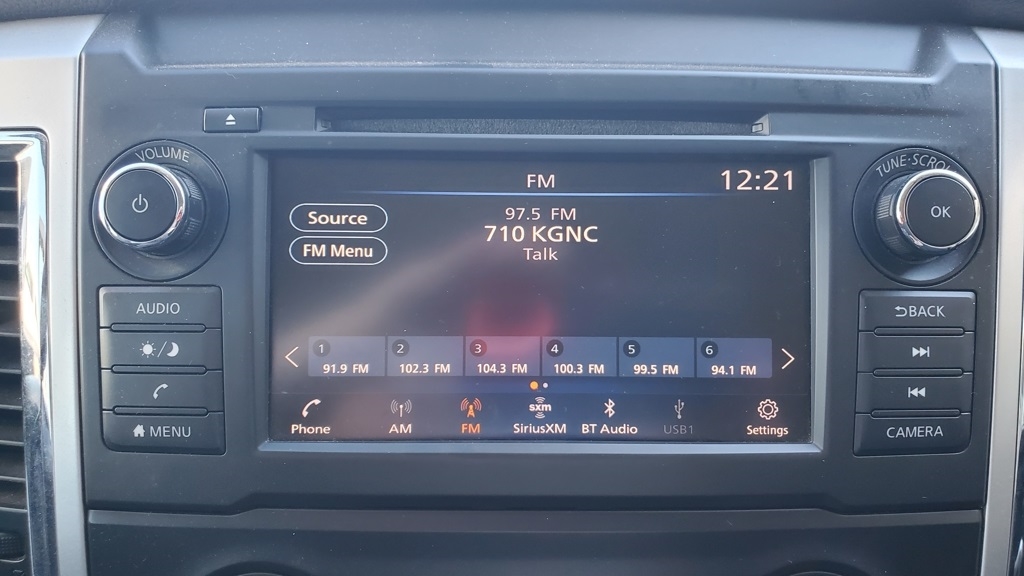 VOLUME
TUNE·SCROLL
OK
FM
12:21
Source
97.5 FM
710 KGNC
FM Menu
Talk
AUDIO
MENU
BACK
CAMERA
1 2 3 4 5 6
91.9 FM 102.3 FM 104.3 FM 100.3 FM 99.5 FM 94.1 FM
sxm
Phone AM FM SiriusXM BT Audio USB1 Settings